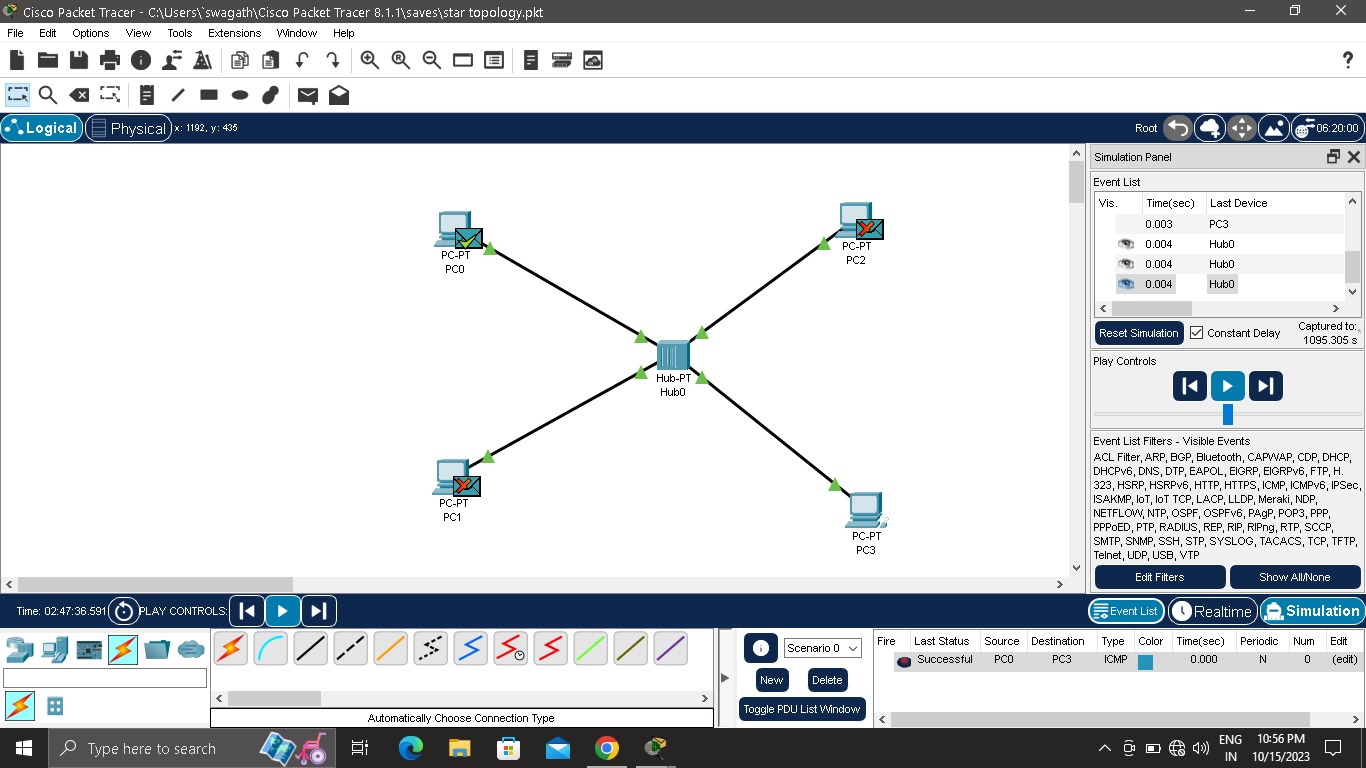 Cisco Packet Tracer - C:\Users\`swagath\Cisco Packet Tracer 8.1.1\saves\star topology.pkt
File Edit Options View Tools Extensions Window Help
Logical Physical x: 1192, y: 435 Root 06:20:00
Simulation Panel
Event List
Vis. Time(sec) Last Device
0.003 PC3
0.004 Hub0
0.004 Hub0
0.004 Hub0
Reset Simulation Constant Delay Captured to:
1095.305 s
Play Controls
Event List Filters - Visible Events
ACL Filter, ARP, BGP, Bluetooth, CAPWAP, CDP, DHCP,
DHCPv6, DNS, DTP, EAPOL, EIGRP, EIGRPv6, FTP, H.
323, HSRP, HSRPv6, HTTP, HTTPS, ICMP, ICMPv6, IPSec,
ISAKMP, IoT, IoT TCP, LACP, LLDP, Meraki, NDP,
NETFLOW, NTP, OSPF, OSPFv6, PAgP, POP3, PPP,
PPPoED, PTP, RADIUS, REP, RIP, RIPng, RTP, SCCP,
SMTP, SNMP, SSH, STP, SYSLOG, TACACS, TCP, TFTP,
Telnet, UDP, USB, VTP
Edit Filters Show All/None
PC-PT
PC0
PC-PT
PC2
Hub-PT
Hub0
PC-PT
PC1
PC-PT
PC3
Time: 02:47:36.591 PLAY CONTROLS: Event List Realtime Simulation
Automatically Choose Connection Type
Scenario 0
New Delete
Toggle PDU List Window
Fire Last Status Source Destination Type Color Time(sec) Periodic Num Edit
Successful PC0 PC3 ICMP 0.000 N 0 (edit)
Type here to search
ENG
IN
10:56 PM
10/15/2023